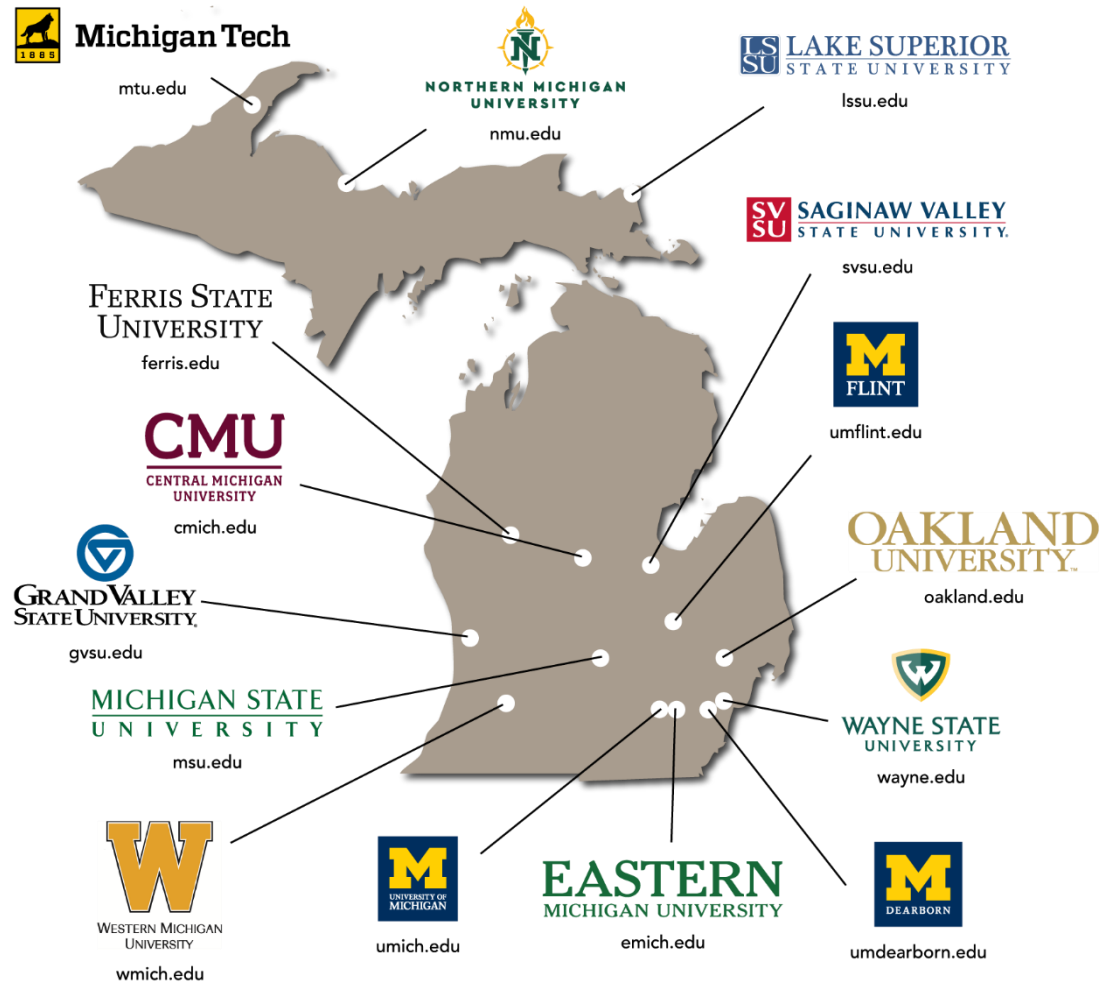 1885
Michigan Tech
mtu.edu
N
NORTHERN MICHIGAN
UNIVERSITY
nmu.edu
LS
SU
LAKE SUPERIOR
STATE UNIVERSITY
lssu.edu
SV
SU
SAGINAW VALLEY
STATE UNIVERSITY.
svsu.edu
FERRIS STATE
UNIVERSITY
ferris.edu
M
FLINT
umflint.edu
CMU
CENTRAL MICHIGAN
UNIVERSITY
cmich.edu
OAKLAND
UNIVERSITY™
oakland.edu
GRAND VALLEY
STATE UNIVERSITY.
gvsu.edu
W
WAYNE STATE
UNIVERSITY
wayne.edu
MICHIGAN STATE
UNIVERSITY
msu.edu
W
WESTERN MICHIGAN
UNIVERSITY
wmich.edu
M
UNIVERSITY OF
MICHIGAN
umich.edu
EASTERN
MICHIGAN UNIVERSITY
emich.edu
M
DEARBORN
umdearborn.edu